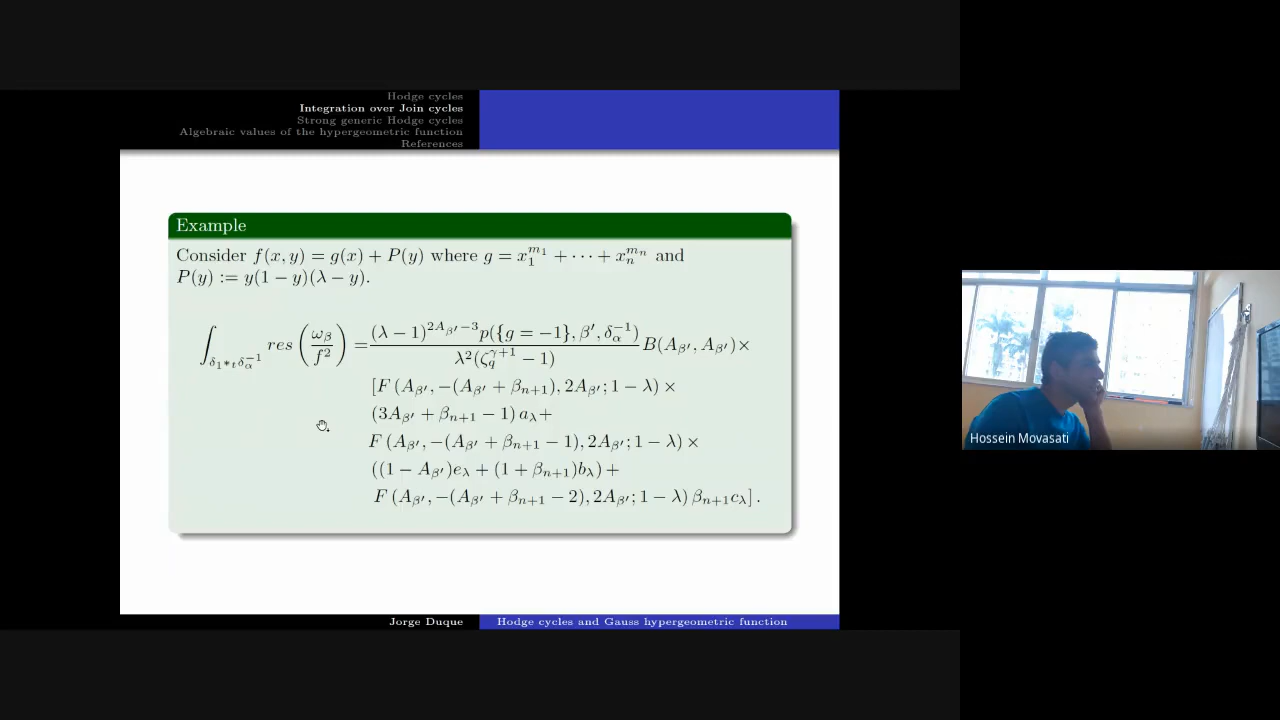 Hodge cycles
Integration over Join cycles
Strong generic Hodge cycles
Algebraic values of the hypergeometric function
References
Example
Consider f(x, y) = g(x) + P(y) where g = x_1^{m_1} + ⋯ + x_n^{m_n} and
P(y) := y(1 − y)(λ − y).
∫_{δ_1 *_t δ_α^{−1}} res (ω_β / f^2) = \frac{(λ − 1)^{2A_{β′}−3} p({g = −1}, β′, δ_α^{−1})}{λ^2(ζ_q^{γ+1} − 1)} B(A_{β′}, A_{β′})×
[F (A_{β′}, −(A_{β′} + β_{n+1}), 2A_{β′}; 1 − λ) ×
(3A_{β′} + β_{n+1} − 1) a_λ+
F (A_{β′}, −(A_{β′} + β_{n+1} − 1), 2A_{β′}; 1 − λ) ×
((1 − A_{β′})e_λ + (1 + β_{n+1})b_λ) +
F (A_{β′}, −(A_{β′} + β_{n+1} − 2), 2A_{β′}; 1 − λ) β_{n+1}c_λ] .
Jorge Duque
Hodge cycles and Gauss hypergeometric function
Hossein Movasati